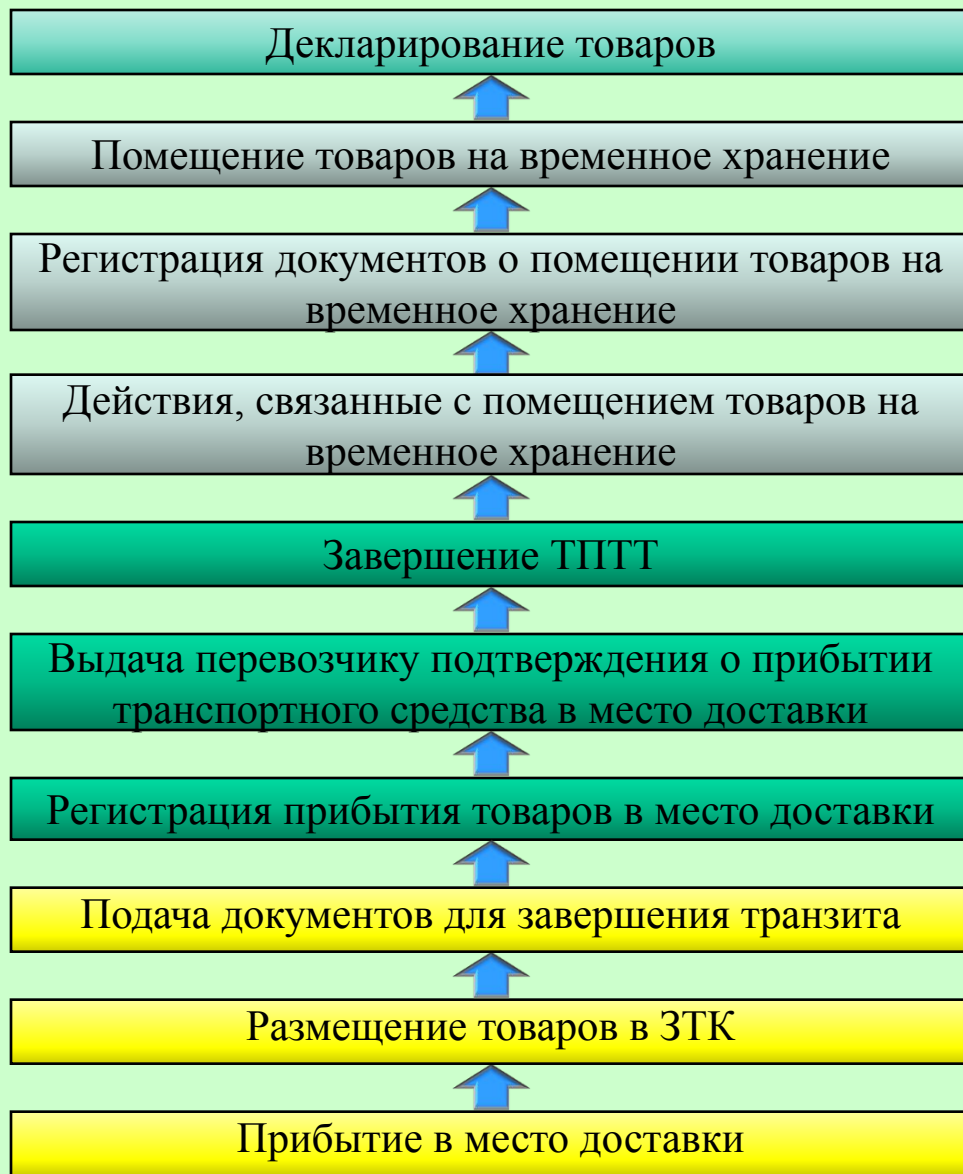 Декларирование товаров
Помещение товаров на временное хранение
Регистрация документов о помещении товаров на
временное хранение
Действия, связанные с помещением товаров на
временное хранение
Завершение ТПТТ
Выдача перевозчику подтверждения о прибытии
транспортного средства в место доставки
Регистрация прибытия товаров в место доставки
Подача документов для завершения транзита
Размещение товаров в ЗТК
Прибытие в место доставки